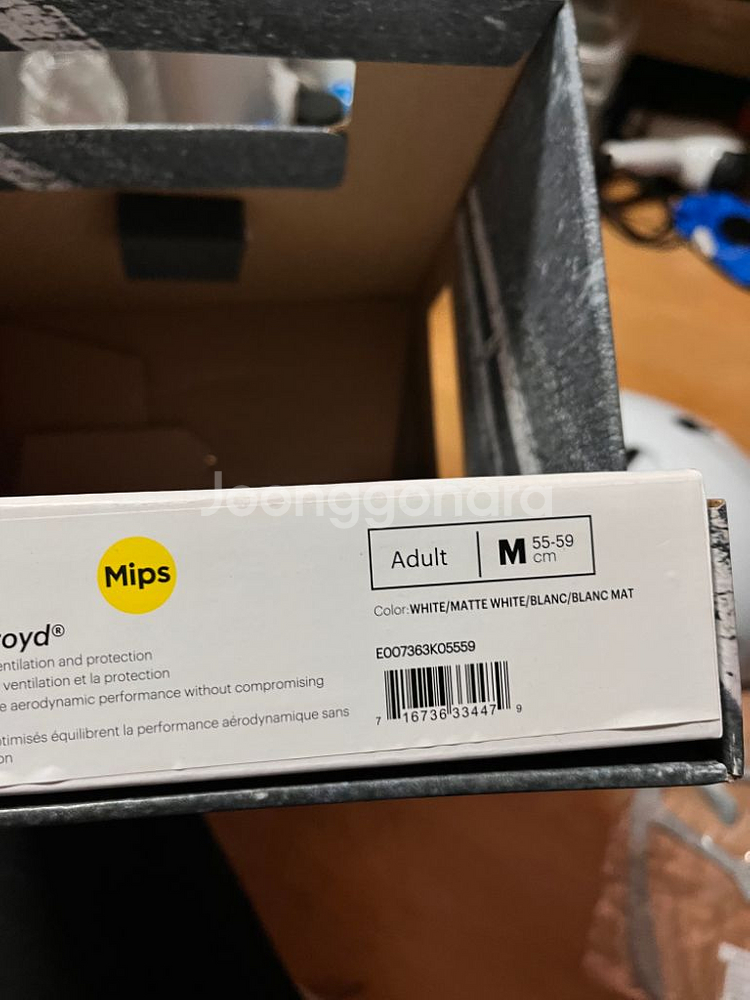 Joonggonara
Mips
Adult
M 55-59
cm
Color:WHITE/MATTE WHITE/BLANC/BLANC MAT
oyd®
entilation and protection
ventilation et la protection
e aerodynamic performance without compromising
timisés équilibrent la performance aérodynamique sans
on
E007363K05559
7 16736 33447 9